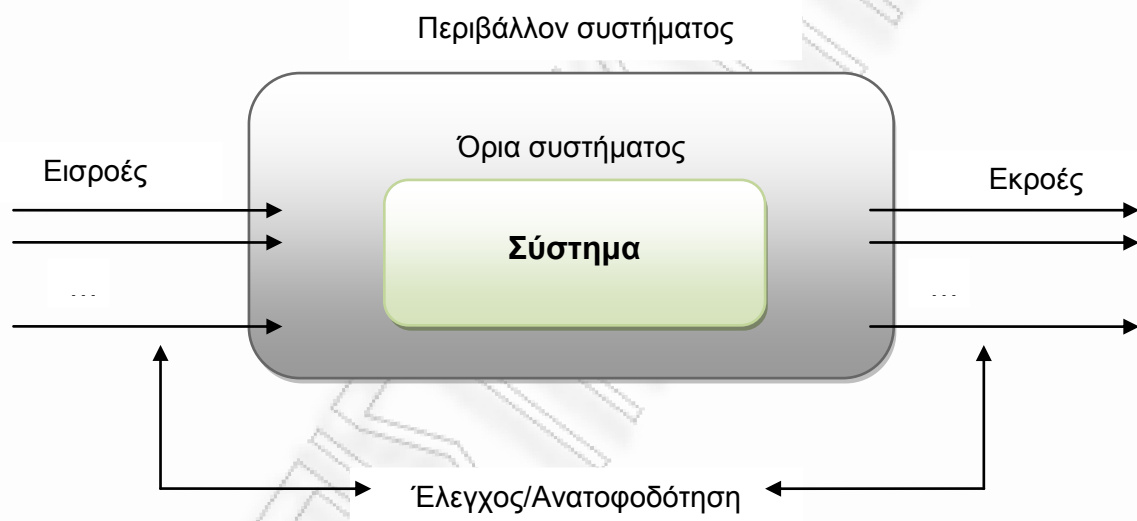 Περιβάλλον συστήματος
Όρια συστήματος
Εισροές
Εκροές
Σύστημα
...
...
Έλεγχος/Ανατοφοδότηση